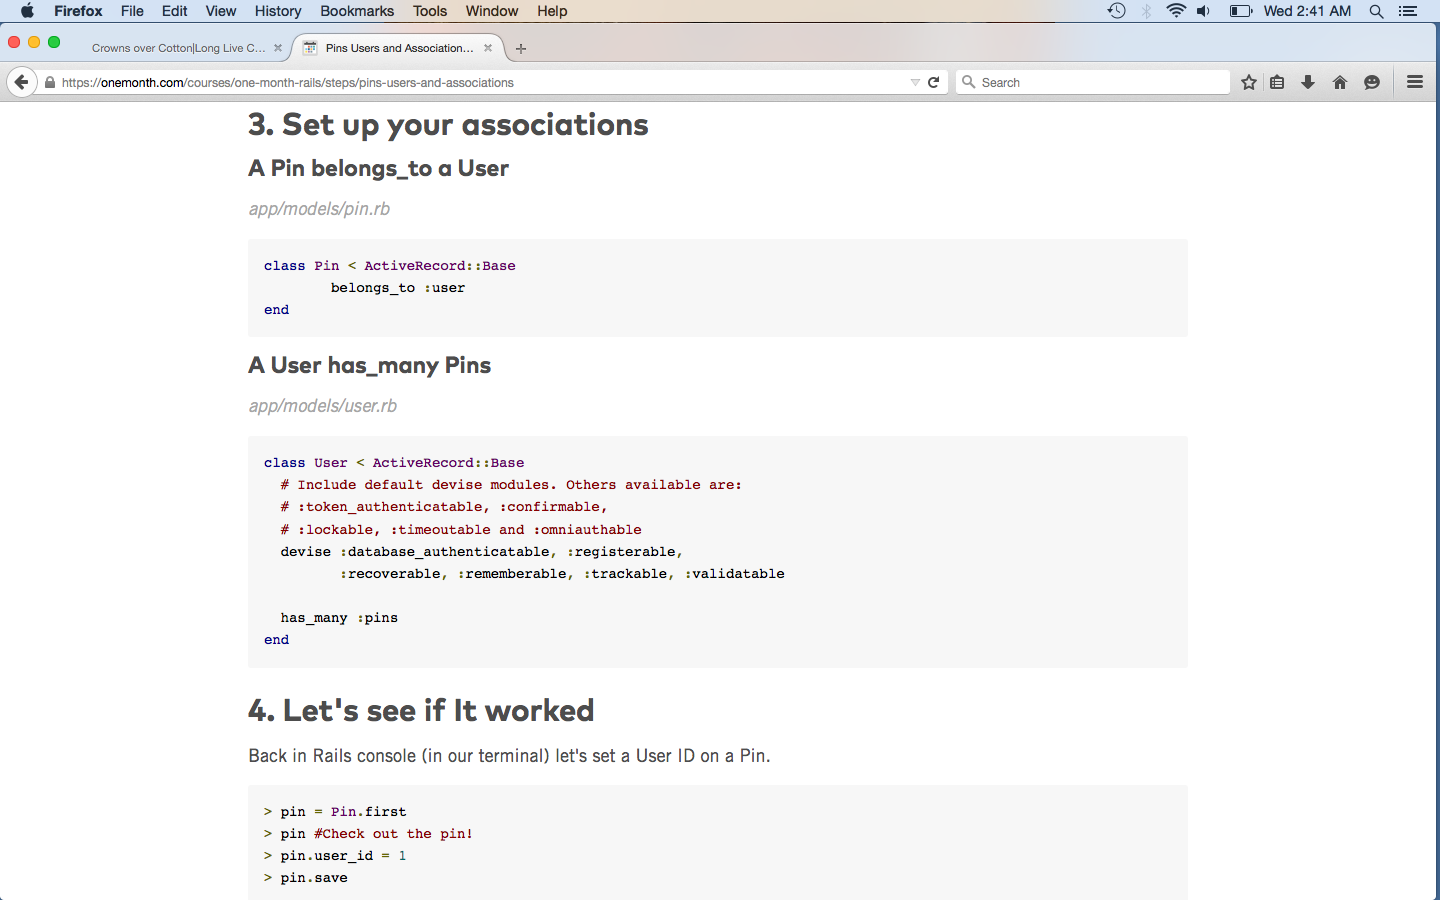 Firefox File Edit View History Bookmarks Tools Window Help Wed 2:41 AM
Crowns over Cotton|Long Live C... Pins Users and Association...
https://onemonth.com/courses/one-month-rails/steps/pins-users-and-associations Search
3. Set up your associations
A Pin belongs_to a User
app/models/pin.rb
class Pin < ActiveRecord::Base
belongs_to :user
end
A User has_many Pins
app/models/user.rb
class User < ActiveRecord::Base
# Include default devise modules. Others available are:
# :token_authenticatable, :confirmable,
# :lockable, :timeoutable and :omniauthable
devise :database_authenticatable, :registerable,
:recoverable, :rememberable, :trackable, :validatable
has_many :pins
end
4. Let's see if It worked
Back in Rails console (in our terminal) let's set a User ID on a Pin.
> pin = Pin.first
> pin #Check out the pin!
> pin.user_id = 1
> pin.save